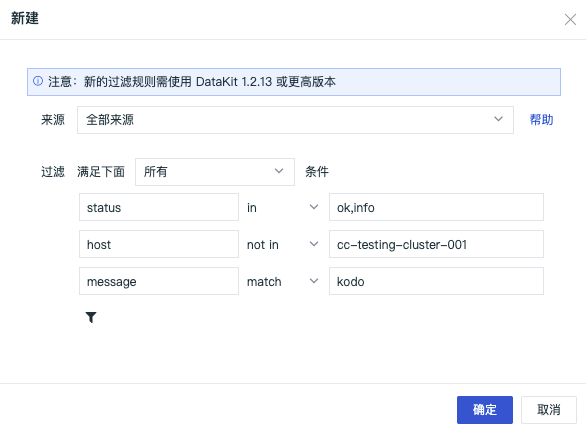 新建
注意：新的过滤规则需使用 DataKit 1.2.13 或更高版本
来源 全部来源 帮助
过滤 满足下面 所有 条件
status in ok,info
host not in cc-testing-cluster-001
message match kodo
确定 取消